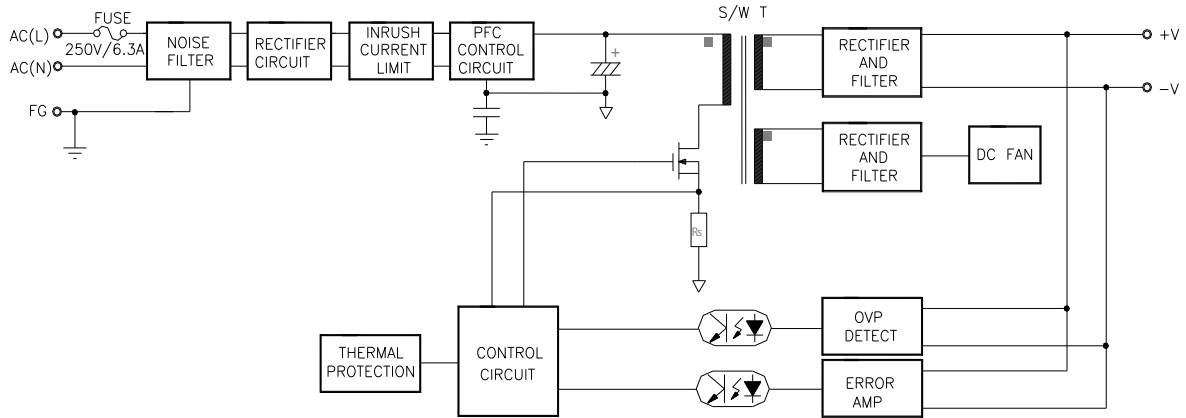 S/W T
FUSE
AC(L)
250V/6.3A
AC(N)
FG
NOISE
FILTER
RECTIFIER
CIRCUIT
INRUSH
CURRENT
LIMIT
PFC
CONTROL
CIRCUIT
+
RECTIFIER
AND
FILTER
+V
-V
RECTIFIER
AND
FILTER
DC FAN
Rs
THERMAL
PROTECTION
CONTROL
CIRCUIT
OVP
DETECT
ERROR
AMP